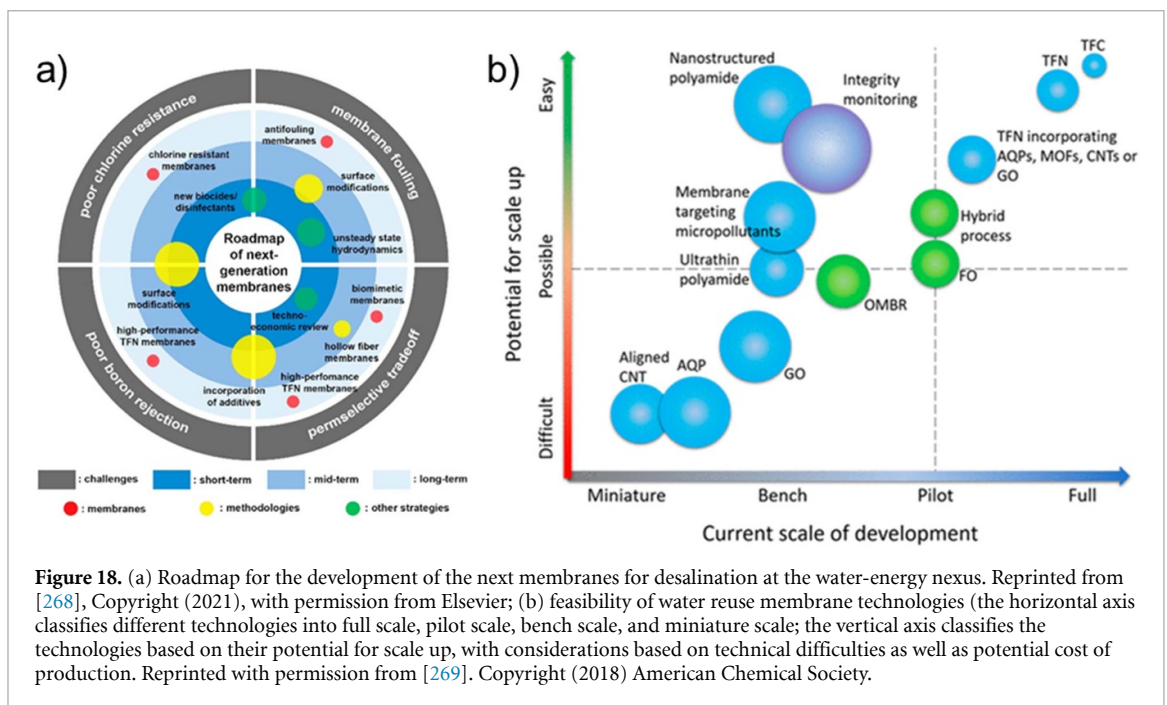 a)
poor chlorine resistance
membrane fouling
poor boron rejection
permselective tradeoff
antifouling
membranes
chlorine resistant
membranes
surface
modifications
new biocides/
disinfectants
unsteady state
hydrodynamics
Roadmap
of next-
generation
membranes
surface
modifications
biomimetic
membranes
techno-
economic review
high-performance
TFN membranes
hollow fiber
membranes
incorporation
of additives
high-perfomance
TFN membranes
: challenges
: short-term
: mid-term
: long-term
: membranes
: methodologies
: other strategies
b)
Potential for scale up
Easy
Possible
Difficult
Nanostructured
polyamide
Integrity
monitoring
TFN
TFC
TFN incorporating
AQPs, MOFs, CNTs or
GO
Membrane
targeting
micropollutants
Hybrid
process
Ultrathin
polyamide
FO
OMBR
GO
Aligned
CNT
AQP
Miniature
Bench
Pilot
Full
Current scale of development
Figure 18. (a) Roadmap for the development of the next membranes for desalination at the water-energy nexus. Reprinted from
[268], Copyright (2021), with permission from Elsevier; (b) feasibility of water reuse membrane technologies (the horizontal axis
classifies different technologies into full scale, pilot scale, bench scale, and miniature scale; the vertical axis classifies the
technologies based on their potential for scale up, with considerations based on technical difficulties as well as potential cost of
production. Reprinted with permission from [269]. Copyright (2018) American Chemical Society.